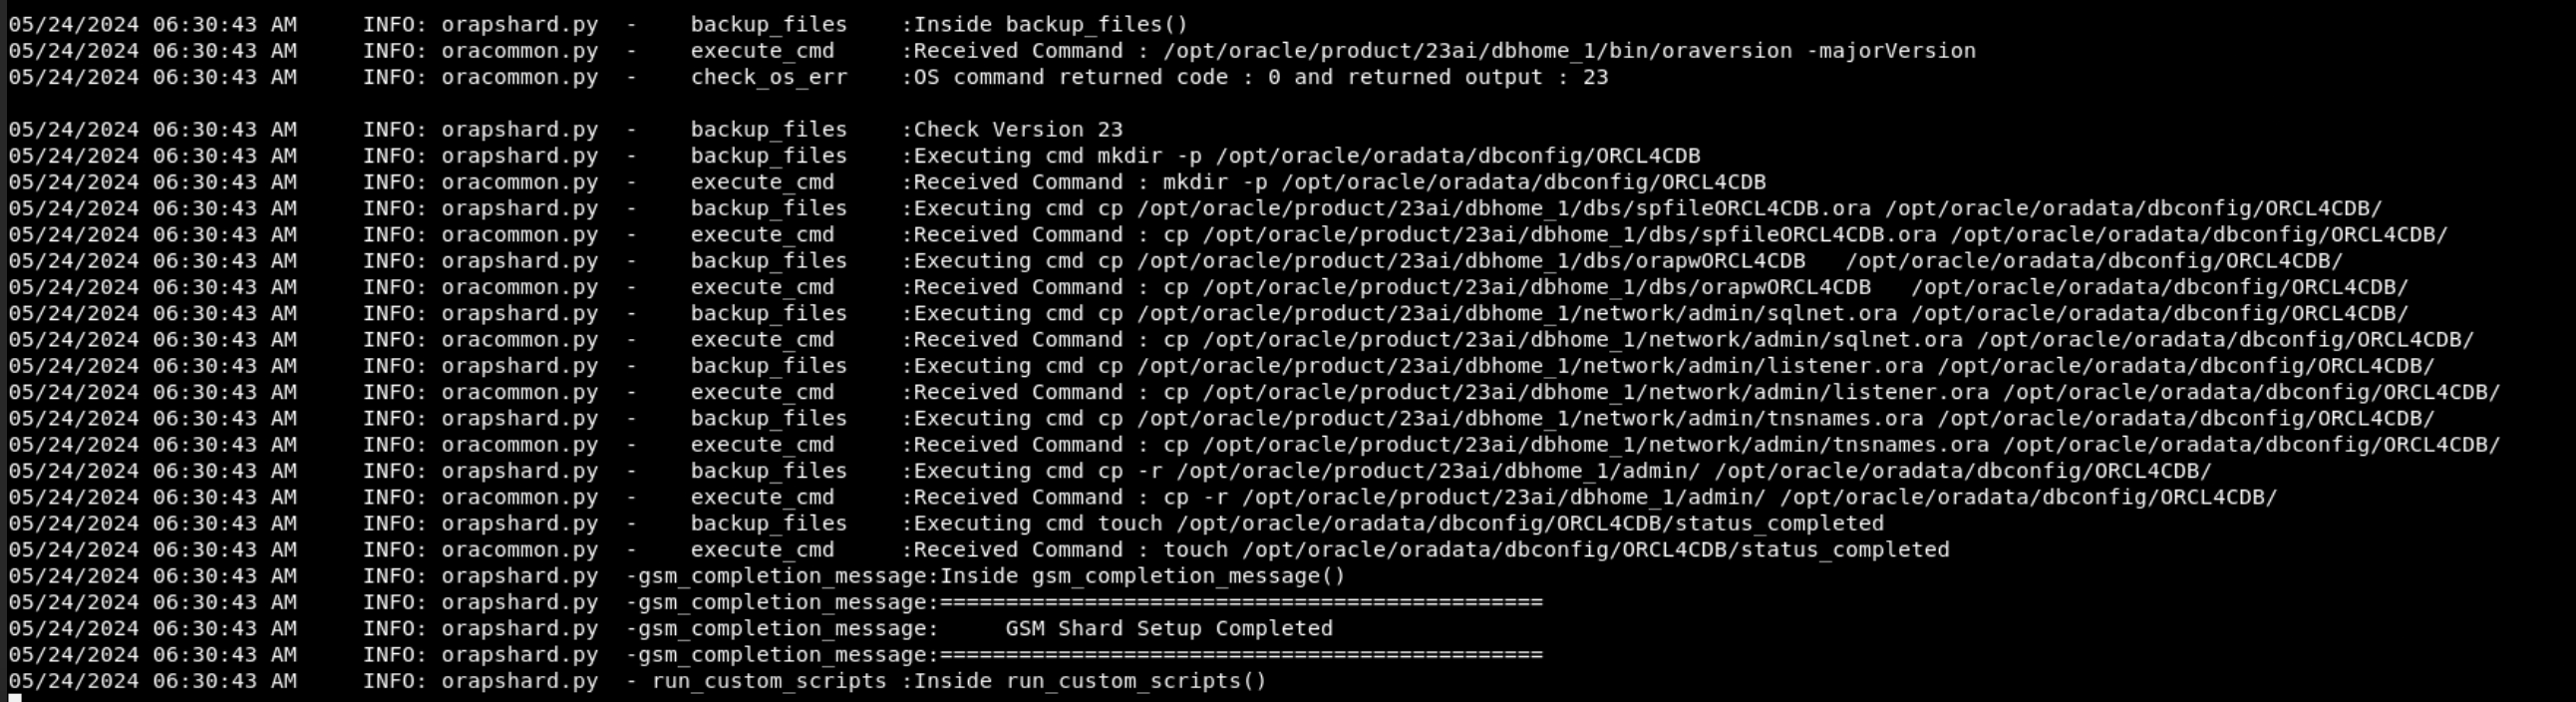 05/24/2024 06:30:43 AM     INFO: orapshard.py  -    backup_files    :Inside backup_files()
05/24/2024 06:30:43 AM     INFO: oracommon.py  -    execute_cmd     :Received Command : /opt/oracle/product/23ai/dbhome_1/bin/oraversion -majorVersion
05/24/2024 06:30:43 AM     INFO: oracommon.py  -    check_os_err    :OS command returned code : 0 and returned output : 23
05/24/2024 06:30:43 AM     INFO: orapshard.py  -    backup_files    :Check Version 23
05/24/2024 06:30:43 AM     INFO: orapshard.py  -    backup_files    :Executing cmd mkdir -p /opt/oracle/oradata/dbconfig/ORCL4CDB
05/24/2024 06:30:43 AM     INFO: oracommon.py  -    execute_cmd     :Received Command : mkdir -p /opt/oracle/oradata/dbconfig/ORCL4CDB
05/24/2024 06:30:43 AM     INFO: orapshard.py  -    backup_files    :Executing cmd cp /opt/oracle/product/23ai/dbhome_1/dbs/spfileORCL4CDB.ora /opt/oracle/oradata/dbconfig/ORCL4CDB/
05/24/2024 06:30:43 AM     INFO: oracommon.py  -    execute_cmd     :Received Command : cp /opt/oracle/product/23ai/dbhome_1/dbs/spfileORCL4CDB.ora /opt/oracle/oradata/dbconfig/ORCL4CDB/
05/24/2024 06:30:43 AM     INFO: orapshard.py  -    backup_files    :Executing cmd cp /opt/oracle/product/23ai/dbhome_1/dbs/orapwORCL4CDB   /opt/oracle/oradata/dbconfig/ORCL4CDB/
05/24/2024 06:30:43 AM     INFO: oracommon.py  -    execute_cmd     :Received Command : cp /opt/oracle/product/23ai/dbhome_1/dbs/orapwORCL4CDB   /opt/oracle/oradata/dbconfig/ORCL4CDB/
05/24/2024 06:30:43 AM     INFO: orapshard.py  -    backup_files    :Executing cmd cp /opt/oracle/product/23ai/dbhome_1/network/admin/sqlnet.ora /opt/oracle/oradata/dbconfig/ORCL4CDB/
05/24/2024 06:30:43 AM     INFO: oracommon.py  -    execute_cmd     :Received Command : cp /opt/oracle/product/23ai/dbhome_1/network/admin/sqlnet.ora /opt/oracle/oradata/dbconfig/ORCL4CDB/
05/24/2024 06:30:43 AM     INFO: orapshard.py  -    backup_files    :Executing cmd cp /opt/oracle/product/23ai/dbhome_1/network/admin/listener.ora /opt/oracle/oradata/dbconfig/ORCL4CDB/
05/24/2024 06:30:43 AM     INFO: oracommon.py  -    execute_cmd     :Received Command : cp /opt/oracle/product/23ai/dbhome_1/network/admin/listener.ora /opt/oracle/oradata/dbconfig/ORCL4CDB/
05/24/2024 06:30:43 AM     INFO: orapshard.py  -    backup_files    :Executing cmd cp /opt/oracle/product/23ai/dbhome_1/network/admin/tnsnames.ora /opt/oracle/oradata/dbconfig/ORCL4CDB/
05/24/2024 06:30:43 AM     INFO: oracommon.py  -    execute_cmd     :Received Command : cp /opt/oracle/product/23ai/dbhome_1/network/admin/tnsnames.ora /opt/oracle/oradata/dbconfig/ORCL4CDB/
05/24/2024 06:30:43 AM     INFO: orapshard.py  -    backup_files    :Executing cmd cp -r /opt/oracle/product/23ai/dbhome_1/admin/ /opt/oracle/oradata/dbconfig/ORCL4CDB/
05/24/2024 06:30:43 AM     INFO: oracommon.py  -    execute_cmd     :Received Command : cp -r /opt/oracle/product/23ai/dbhome_1/admin/ /opt/oracle/oradata/dbconfig/ORCL4CDB/
05/24/2024 06:30:43 AM     INFO: orapshard.py  -    backup_files    :Executing cmd touch /opt/oracle/oradata/dbconfig/ORCL4CDB/status_completed
05/24/2024 06:30:43 AM     INFO: oracommon.py  -    execute_cmd     :Received Command : touch /opt/oracle/oradata/dbconfig/ORCL4CDB/status_completed
05/24/2024 06:30:43 AM     INFO: orapshard.py  -gsm_completion_message:Inside gsm_completion_message()
05/24/2024 06:30:43 AM     INFO: orapshard.py  -gsm_completion_message:==============================================
05/24/2024 06:30:43 AM     INFO: orapshard.py  -gsm_completion_message:     GSM Shard Setup Completed
05/24/2024 06:30:43 AM     INFO: orapshard.py  -gsm_completion_message:==============================================
05/24/2024 06:30:43 AM     INFO: orapshard.py  - run_custom_scripts :Inside run_custom_scripts()